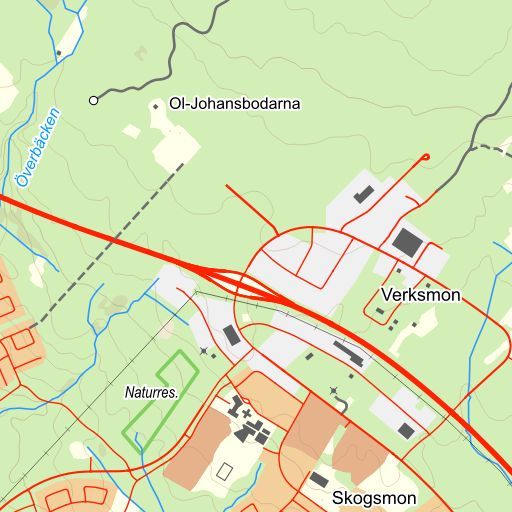 Ol-Johansbodarna
Överbäcken
Verksmon
Naturres.
Skogsmon